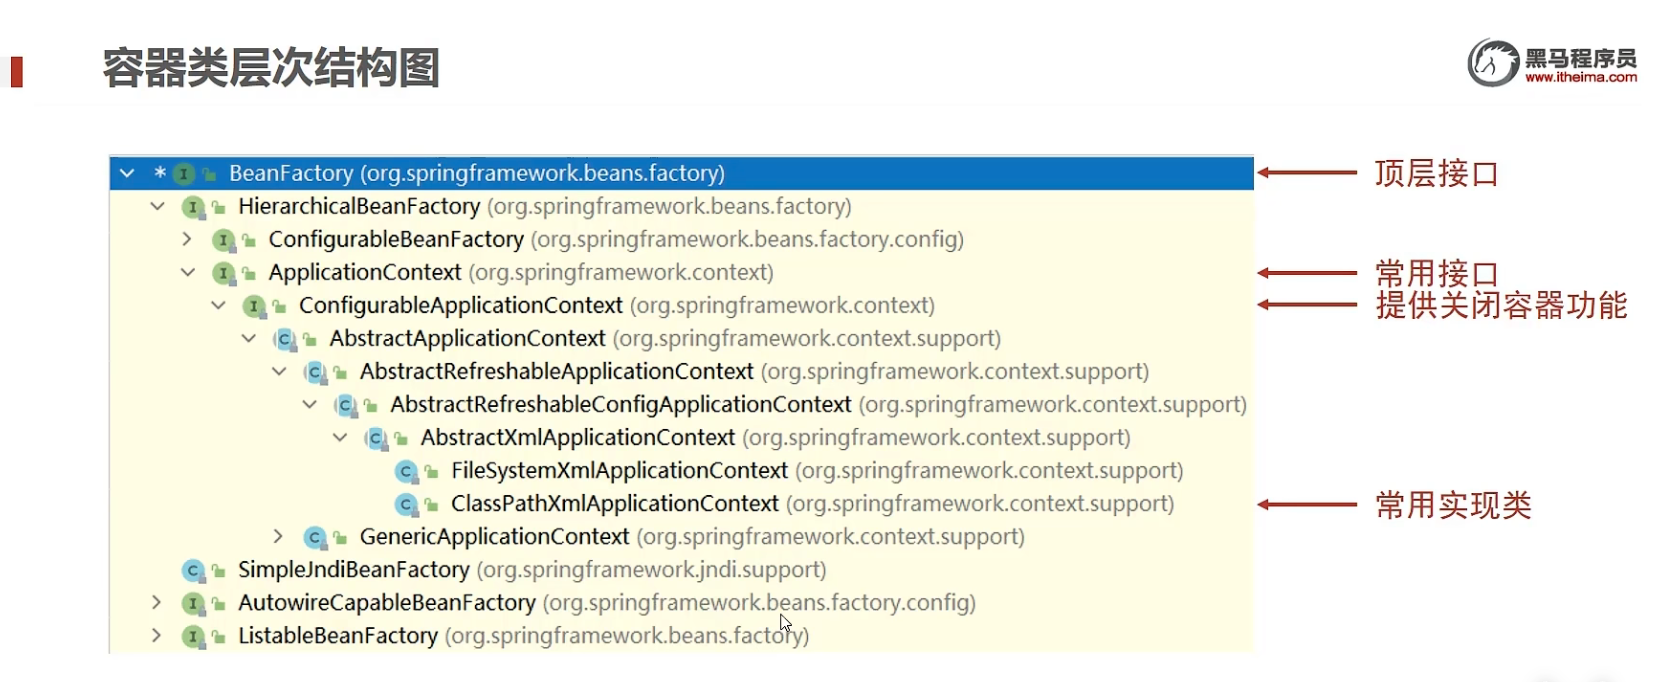 容器类层次结构图
黑马程序员
www.itheima.com
* BeanFactory (org.springframework.beans.factory)
顶层接口
HierarchicalBeanFactory (org.springframework.beans.factory)
ConfigurableBeanFactory (org.springframework.beans.factory.config)
ApplicationContext (org.springframework.context)
常用接口
ConfigurableApplicationContext (org.springframework.context)
提供关闭容器功能
AbstractApplicationContext (org.springframework.context.support)
AbstractRefreshableApplicationContext (org.springframework.context.support)
AbstractRefreshableConfigApplicationContext (org.springframework.context.support)
AbstractXmlApplicationContext (org.springframework.context.support)
FileSystemXmlApplicationContext (org.springframework.context.support)
ClassPathXmlApplicationContext (org.springframework.context.support)
常用实现类
GenericApplicationContext (org.springframework.context.support)
SimpleJndiBeanFactory (org.springframework.jndi.support)
AutowireCapableBeanFactory (org.springframework.beans.factory.config)
ListableBeanFactory (org.springframework.beans.factory)